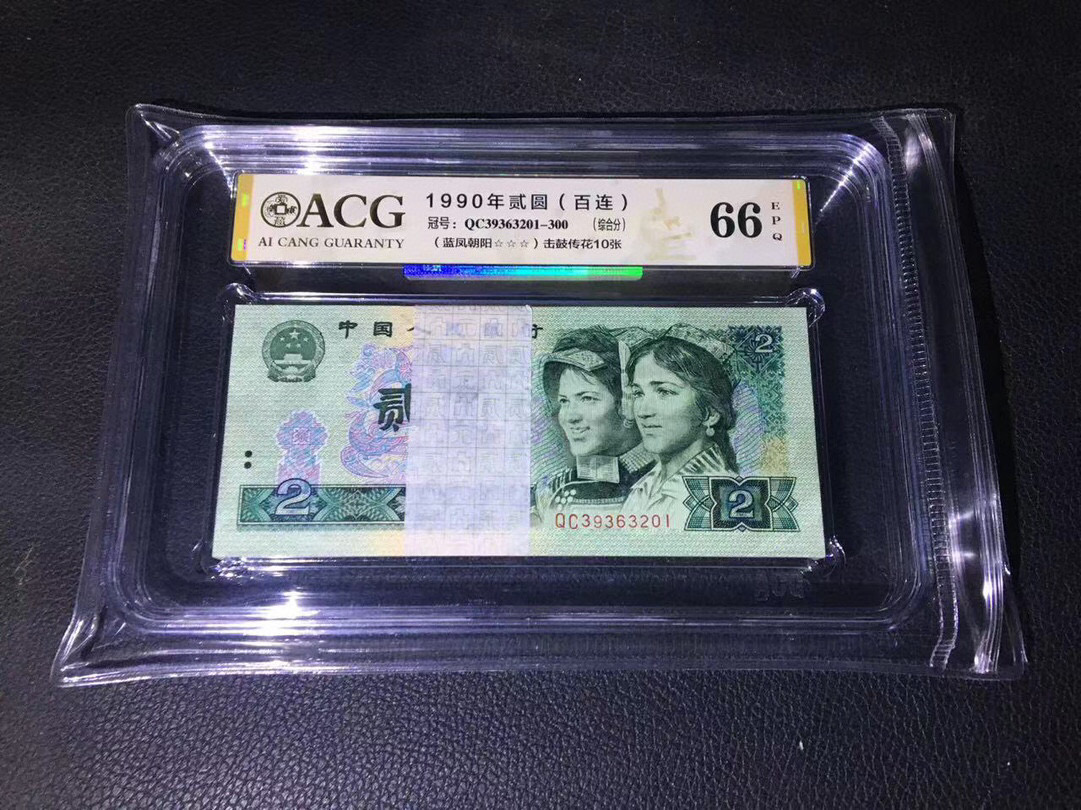 ACG
AI CANG GUARANTY
1990年贰圆（百连）
冠号：QC39363201-300 （综合分）
（蓝凤朝阳☆☆☆）击鼓传花10张
66 EPQ
中国人 行
贰
2
2
2
QC39363201